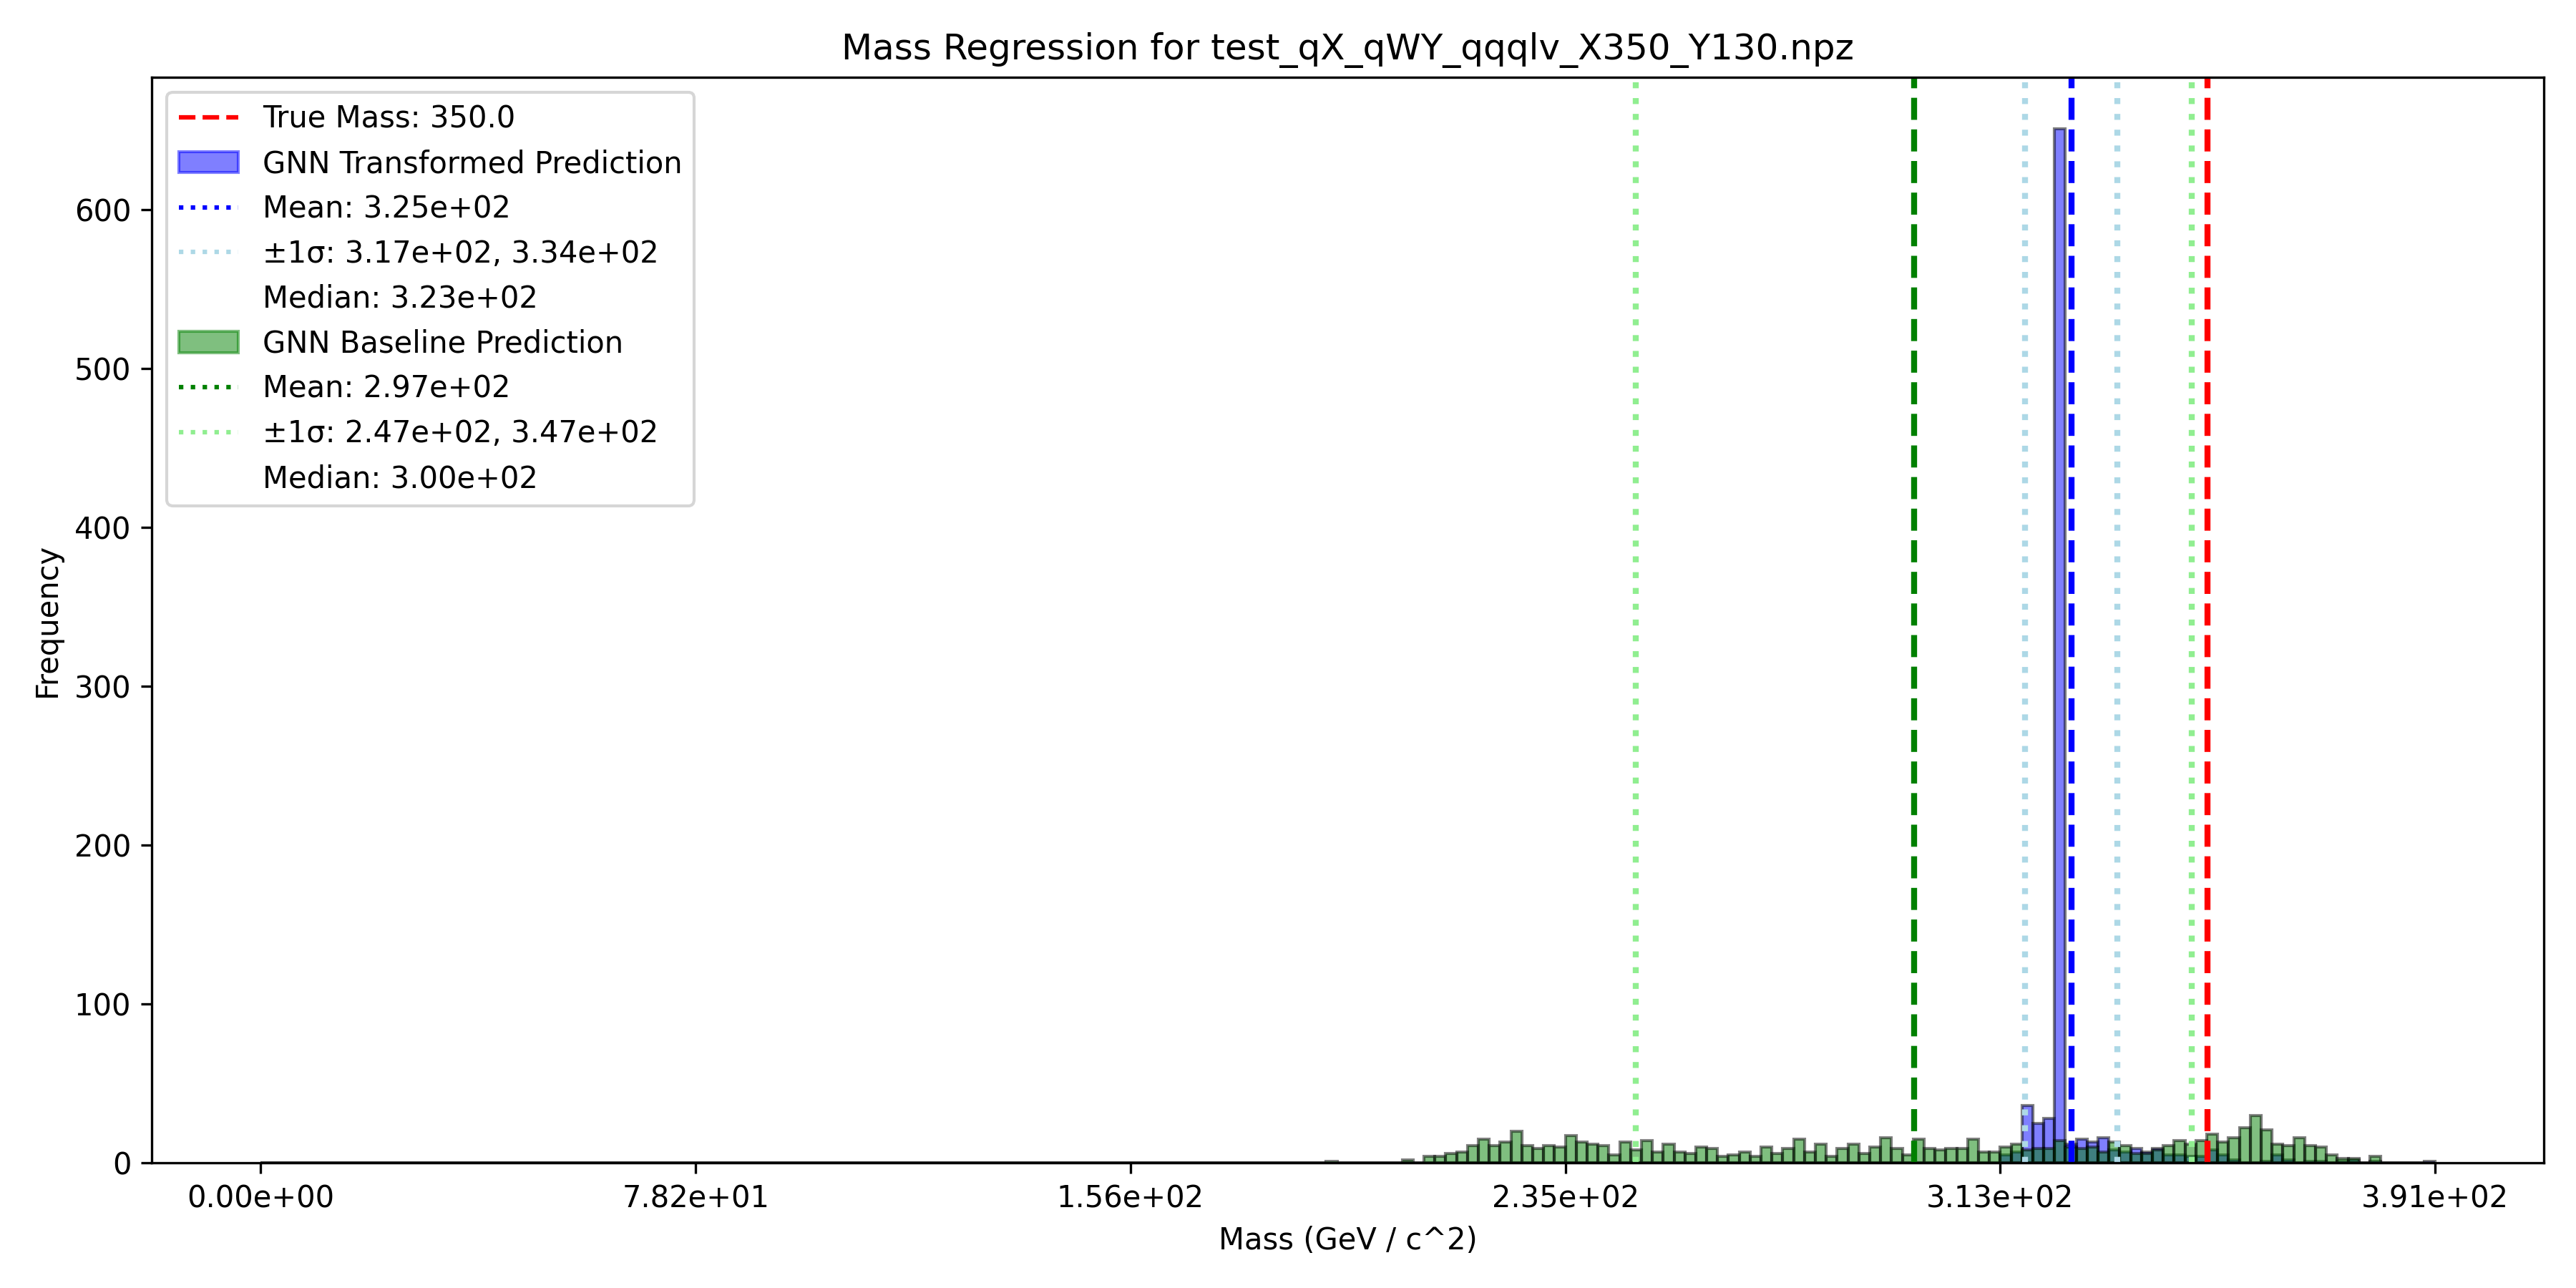 Mass Regression for test_qX_qWY_qqqlv_X350_Y130.npz
True Mass: 350.0
GNN Transformed Prediction
Mean: 3.25e+02
±1σ: 3.17e+02, 3.34e+02
Median: 3.23e+02
GNN Baseline Prediction
Mean: 2.97e+02
±1σ: 2.47e+02, 3.47e+02
Median: 3.00e+02
Frequency
600
500
400
300
200
100
0
0.00e+00 7.82e+01 1.56e+02 2.35e+02 3.13e+02 3.91e+02
Mass (GeV / c^2)